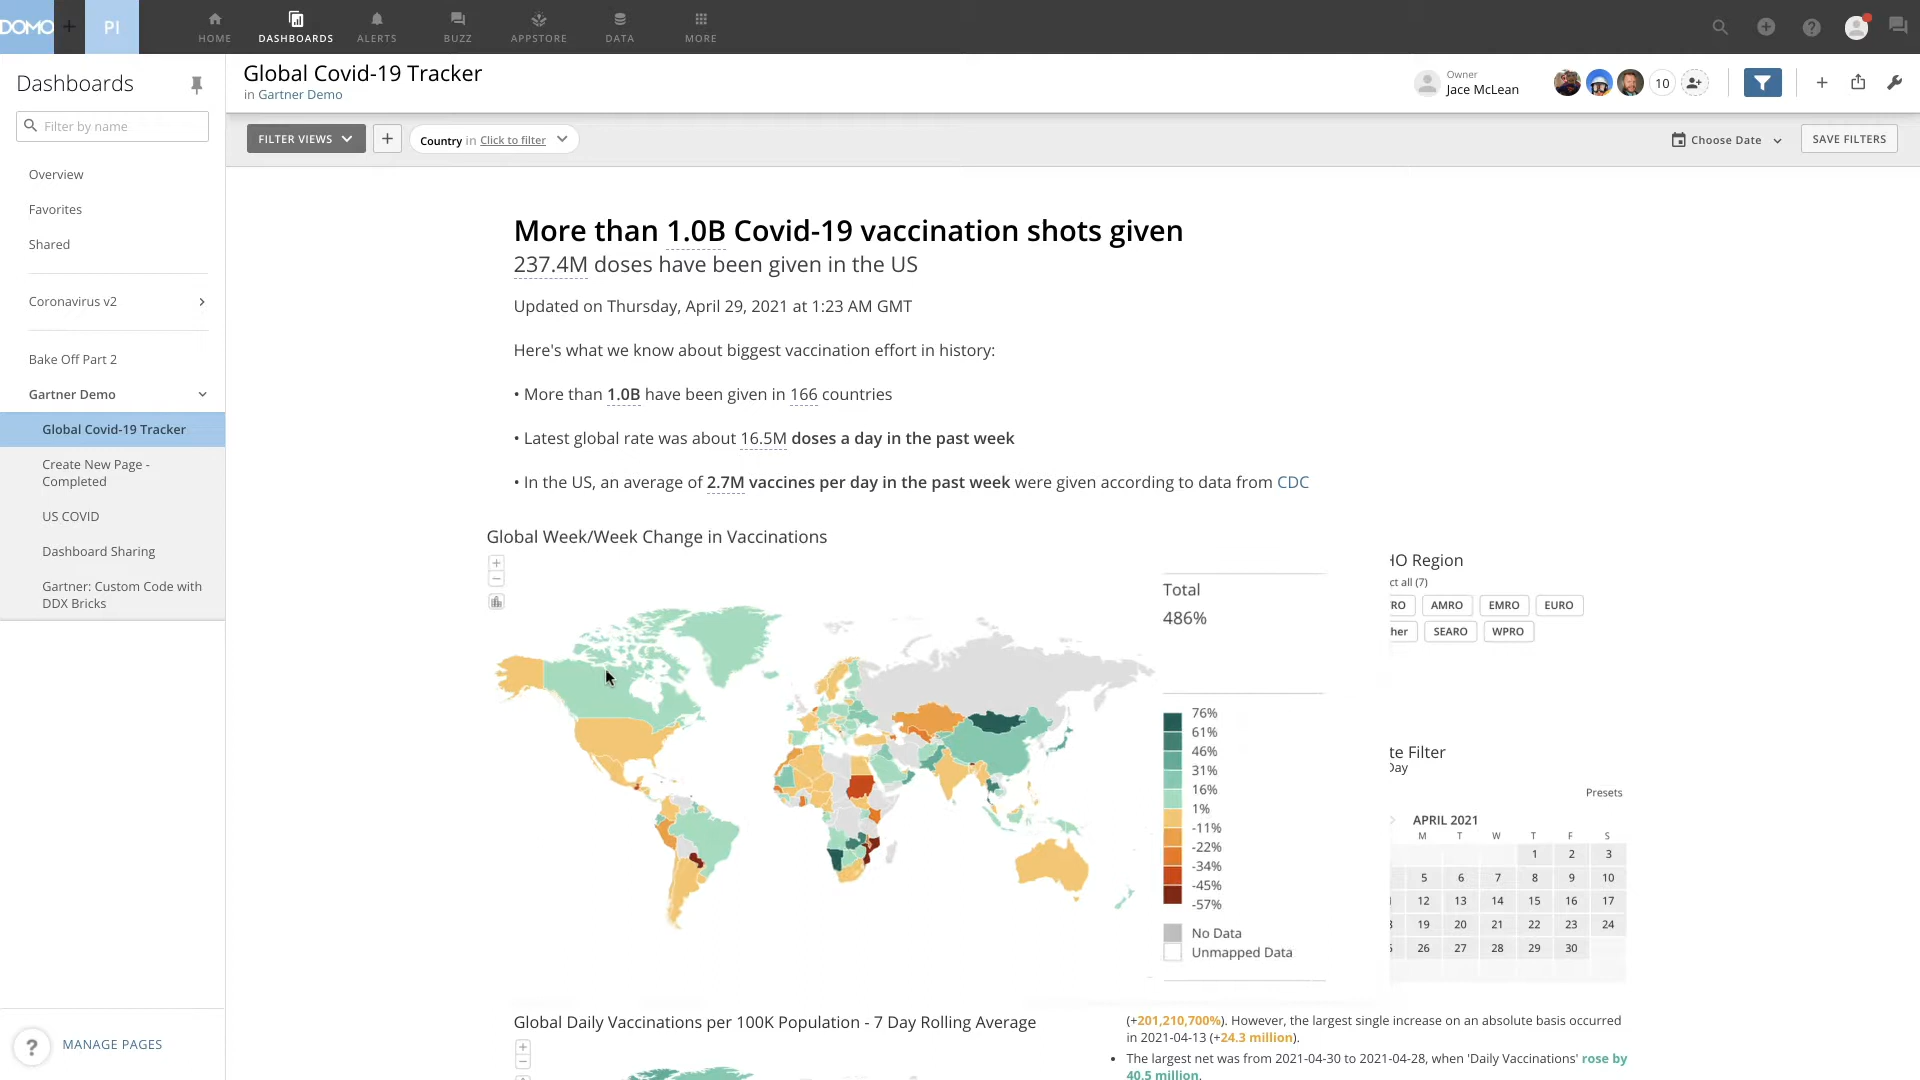 DOMO
PI
HOME
DASHBOARDS
ALERTS
BUZZ
APPSTORE
DATA
MORE
Dashboards
Filter by name
Overview
Favorites
Shared
Coronavirus v2
Bake Off Part 2
Gartner Demo
Global Covid-19 Tracker
Create New Page -
Completed
US COVID
Dashboard Sharing
Gartner: Custom Code with
DDX Bricks
MANAGE PAGES
Global Covid-19 Tracker
in Gartner Demo
Owner
Jace McLean
10
FILTER VIEWS
Country in Click to filter
Choose Date
SAVE FILTERS
More than 1.0B Covid-19 vaccination shots given
237.4M doses have been given in the US
Updated on Thursday, April 29, 2021 at 1:23 AM GMT
Here's what we know about biggest vaccination effort in history:
• More than 1.0B have been given in 166 countries
• Latest global rate was about 16.5M doses a day in the past week
• In the US, an average of 2.7M vaccines per day in the past week were given according to data from CDC
Global Week/Week Change in Vaccinations
Total
486%
76%
61%
46%
31%
16%
1%
-11%
-22%
-34%
-45%
-57%
No Data
Unmapped Data
HO Region
ct all (7)
RO AMRO EMRO EURO
her SEARO WPRO
te Filter
Day
Presets
APRIL 2021
M T W T F S
1 2 3
5 6 7 8 9 10
12 13 14 15 16 17
19 20 21 22 23 24
26 27 28 29 30
Global Daily Vaccinations per 100K Population - 7 Day Rolling Average
(+201,210,700%). However, the largest single increase on an absolute basis occurred
in 2021-04-13 (+24.3 million).
• The largest net was from 2021-04-30 to 2021-04-28, when 'Daily Vaccinations' rose by
40.5 million.